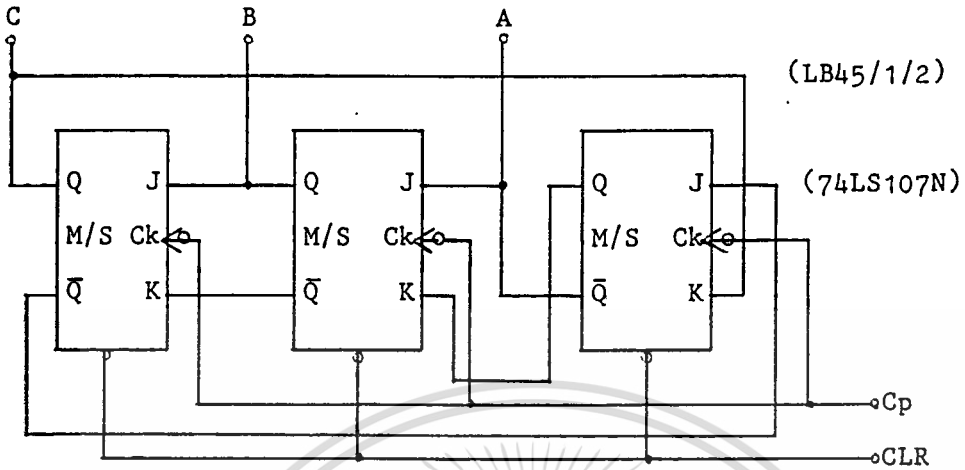 C B A
(LB45/1/2)
Q J Q J Q J
(74LS107N)
M/S Ck M/S Ck M/S Ck
Q̅ K Q̅ K Q̅ K
Cp
CLR